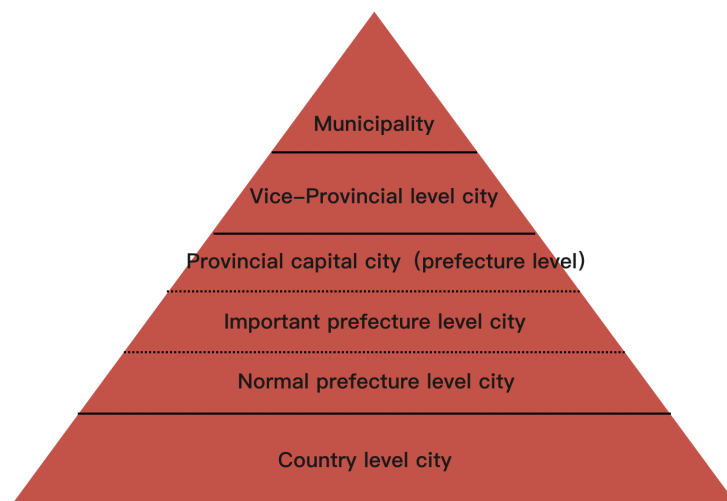 Municipality
Vice-Provincial level city
Provincial capital city（prefecture level）
Important prefecture level city
Normal prefecture level city
Country level city